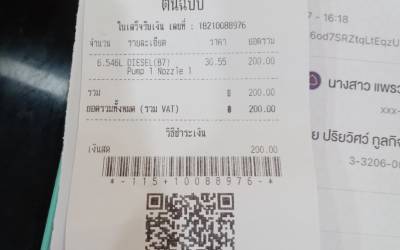 ต้นฉบับ
ใบเสร็จรับเงิน เลขที่ : 18210088976
จำนวน รายละเอียด ราคา ยอดรวม
6.546L DIESEL(B7) 30.55 200.00
Pump 1 Nozzle 1
รวม ฿ 200.00
ยอดรวมทั้งหมด (รวม VAT) ฿ 200.00
วิธีชำระเงิน
เงินสด 200.00
*-115+10088976-*
7 - 16:18
6od7SRZtqLtEqzU
นางสาว แพรว
xxx-
ย ปริยวิศว์ กูลกิจ
3-3206-00